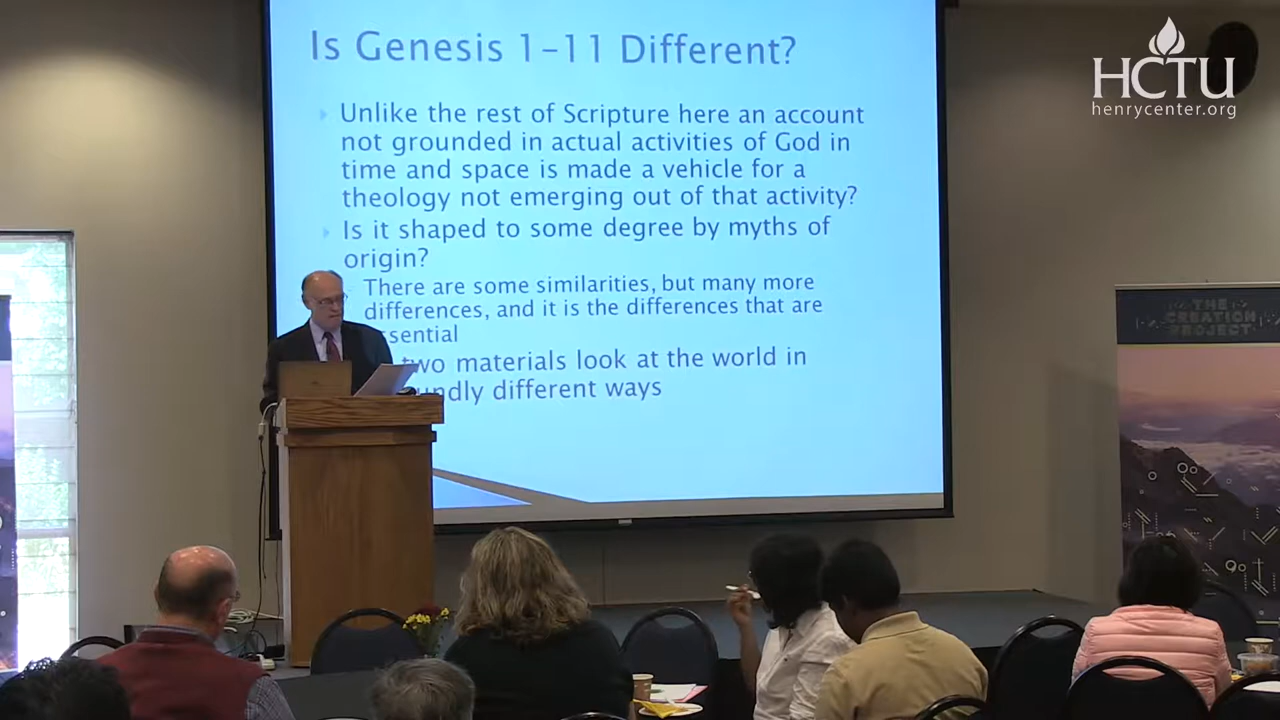 Is Genesis 1–11 Different?
Unlike the rest of Scripture here an account
not grounded in actual activities of God in
time and space is made a vehicle for a
theology not emerging out of that activity?
Is it shaped to some degree by myths of
origin?
There are some similarities, but many more
differences, and it is the differences that are
ssential
two materials look at the world in
undly different ways
HCTU
henrycenter.org
THE
CREATION
PROJECT